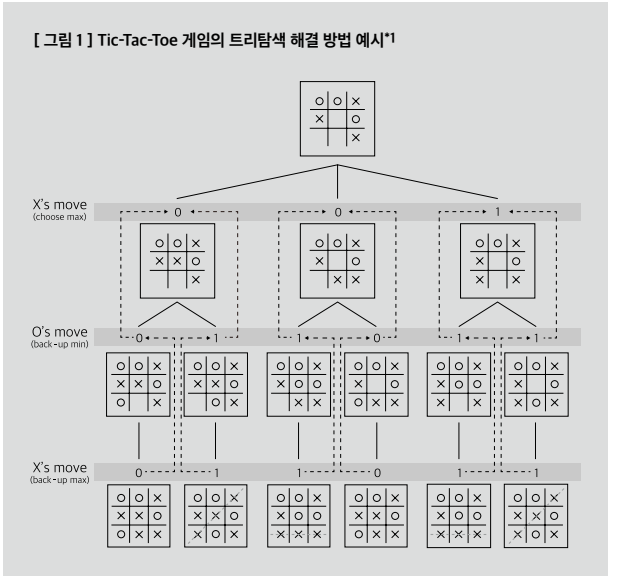 [ 그림 1 ] Tic-Tac-Toe 게임의 트리탐색 해결 방법 예시*1
X's move
(choose max)
0 0 1
O's move
(back-up min)
0 1 1 0 1 1
X's move
(back-up max)
0 1 1 0 1 1